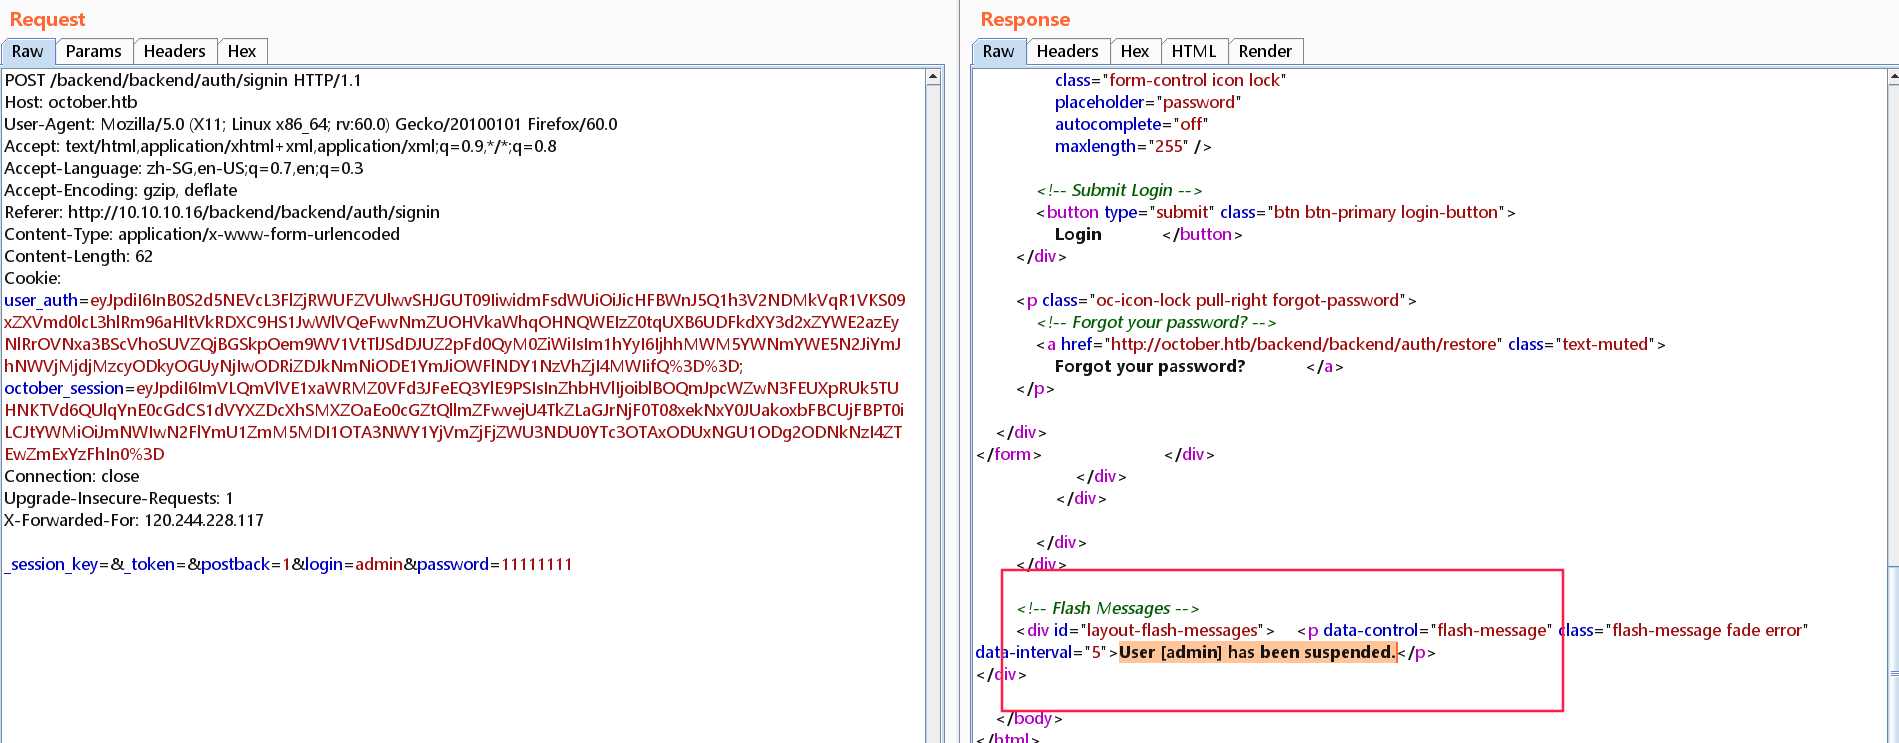 Request
Raw Params Headers Hex
POST /backend/backend/auth/signin HTTP/1.1
Host: october.htb
User-Agent: Mozilla/5.0 (X11; Linux x86_64; rv:60.0) Gecko/20100101 Firefox/60.0
Accept: text/html,application/xhtml+xml,application/xml;q=0.9,*/*;q=0.8
Accept-Language: zh-SG,en-US;q=0.7,en;q=0.3
Accept-Encoding: gzip, deflate
Referer: http://10.10.10.16/backend/backend/auth/signin
Content-Type: application/x-www-form-urlencoded
Content-Length: 62
Cookie:
user_auth=eyJpdiI6InB0S2d5NEVcL3FlZjRWUFZVUlwvSHJGUT09IiwidmFsdWUiOiJicHFBWnJ5Q1h3V2NDMkVqR1VKS09
xZXVmd0lcL3hlRm96aHltVkRDXC9HS1JwWlVQeFwvNmZUOHVkaWhqOHNQWEIzZ0tqUXB6UDFkdXY3d2xZYWE2azEy
NlRrOVNxa3BScVhoSUVZQjBGSkpOem9WV1VtTlJSdDJUZ2pFd0QyM0ZiWiIsIm1hYyI6IjhhMWM5YWNmYWE5N2JiYmJ
hNWVjMjdjMzcyODkyOGUyNjIwODRiZDJkNmNiODE1YmJiOWFlNDY1NzVhZjI4MWIifQ%3D%3D;
october_session=eyJpdiI6ImVLQmVlVE1xaWRMZ0VFd3JFeEQ3YlE9PSIsInZhbHVlIjoiblBOQmJpcWZwN3FEUXpRUk5TU
HNKTVd6QUlqYnE0cGdCS1dVYXZDcXhSMXZOaEo0cGZtQllmZFwvejU4TkZLaGJrNjF0T08xekNxY0JUakoxbFBCUjFBPT0i
LCJtYWMiOiJmNWIwN2FlYmU1ZmM5MDI1OTA3NWY1YjVmZjFjZWU3NDU0YTc3OTAxODUxNGU1ODg2ODNkNzI4ZT
EwZmExYzFhIn0%3D
Connection: close
Upgrade-Insecure-Requests: 1
X-Forwarded-For: 120.244.228.117
_session_key=&_token=&postback=1&login=admin&password=11111111
Response
Raw Headers Hex HTML Render
class="form-control icon lock"
placeholder="password"
autocomplete="off"
maxlength="255" />
<!-- Submit Login -->
<button type="submit" class="btn btn-primary login-button">
Login </button>
</div>
<p class="oc-icon-lock pull-right forgot-password">
<!-- Forgot your password? -->
<a href="http://october.htb/backend/backend/auth/restore" class="text-muted">
Forgot your password? </a>
</p>
</div>
</form> </div>
</div>
</div>
</div>
</div>
<!-- Flash Messages -->
<div id="layout-flash-messages"> <p data-control="flash-message" class="flash-message fade error"
data-interval="5">User [admin] has been suspended.</p>
</div>
</body>
</html>